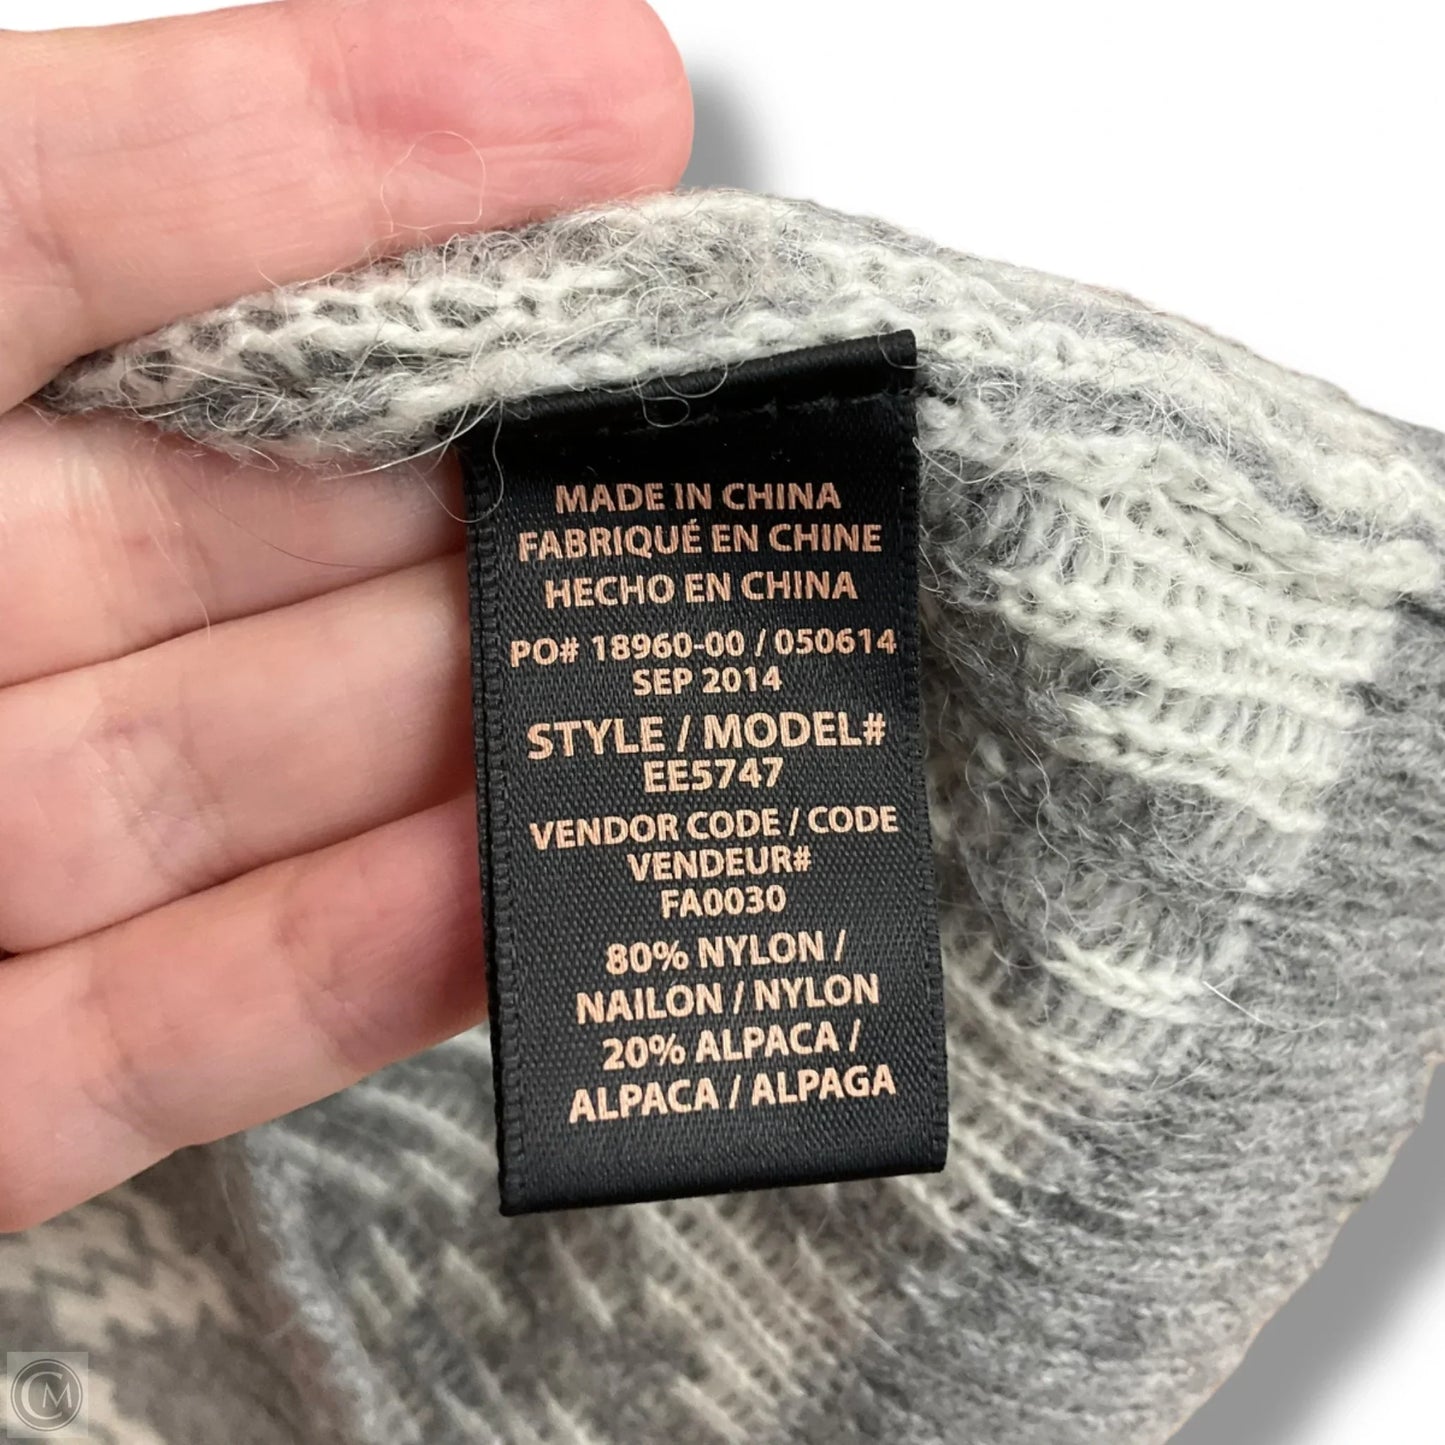 MADE IN CHINA
FABRIQUÉ EN CHINE
HECHO EN CHINA
PO# 18960-00 / 050614
SEP 2014
STYLE / MODEL#
EE5747
VENDOR CODE / CODE
VENDEUR#
FA0030
80% NYLON /
NAILON / NYLON
20% ALPACA /
ALPACA / ALPAGA
CM